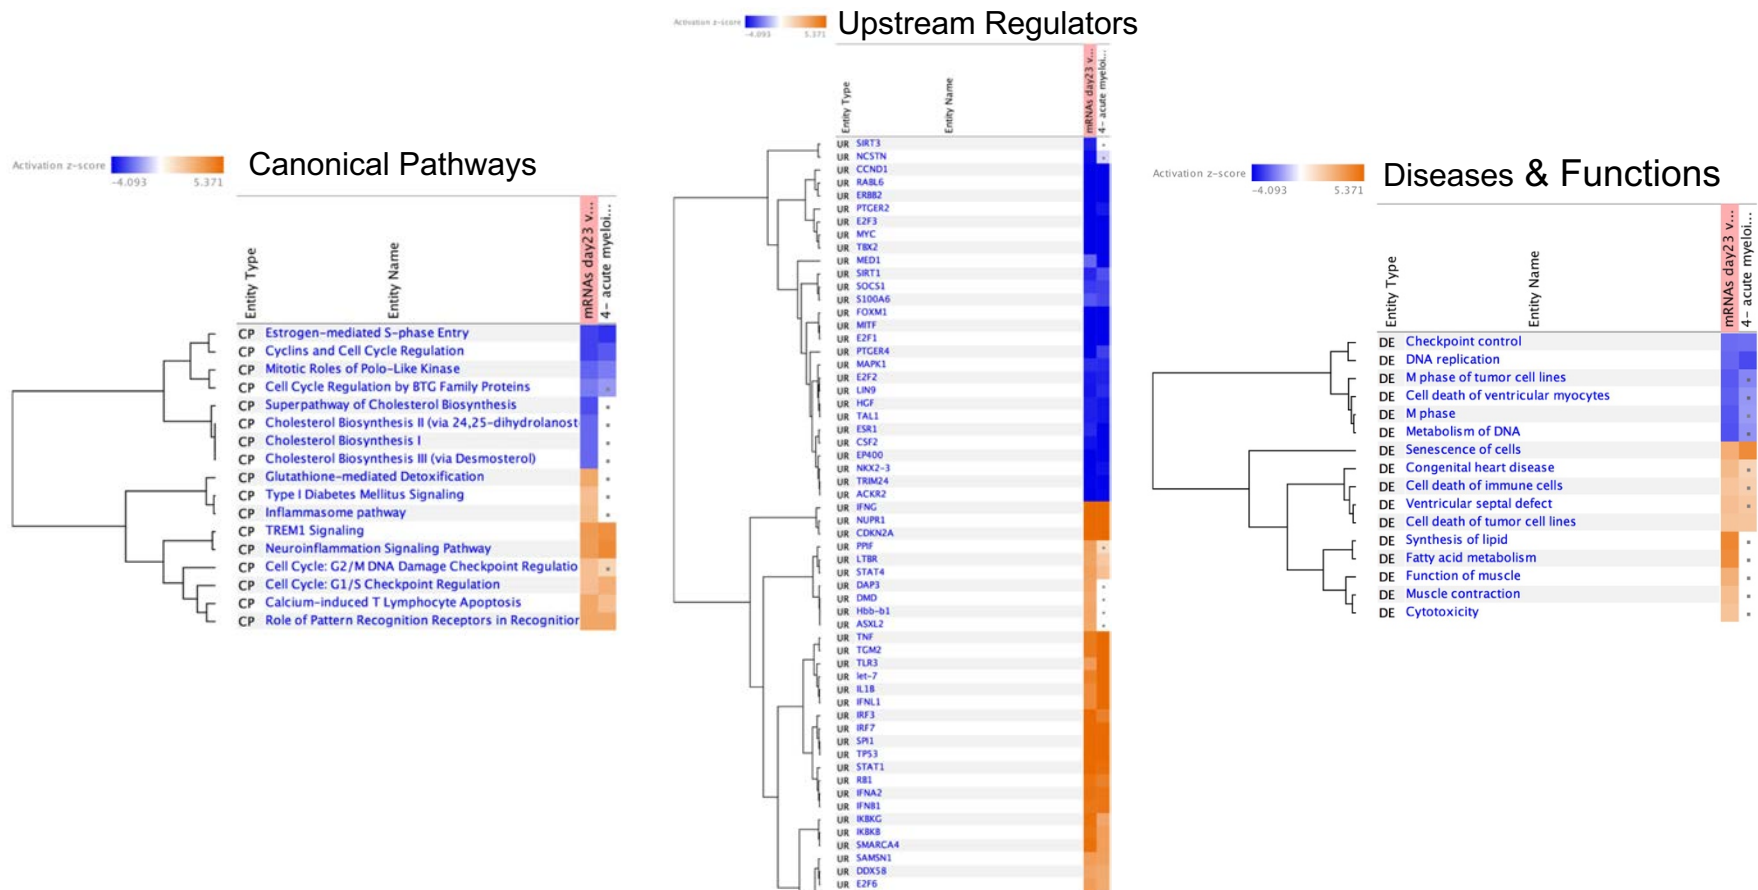 Canonical Pathways
Activation z-score
-4.093 5.371
Entity Type
Entity Name
mRNAs day23 v...
4- acute myeloi...
CP Estrogen-mediated S-phase Entry
CP Cyclins and Cell Cycle Regulation
CP Mitotic Roles of Polo-Like Kinase
CP Cell Cycle Regulation by BTG Family Proteins
CP Superpathway of Cholesterol Biosynthesis
CP Cholesterol Biosynthesis II (via 24,25-dihydrolanost
CP Cholesterol Biosynthesis I
CP Cholesterol Biosynthesis III (via Desmosterol)
CP Glutathione-mediated Detoxification
CP Type I Diabetes Mellitus Signaling
CP Inflammasome pathway
CP TREM1 Signaling
CP Neuroinflammation Signaling Pathway
CP Cell Cycle: G2/M DNA Damage Checkpoint Regulatio
CP Cell Cycle: G1/S Checkpoint Regulation
CP Calcium-induced T Lymphocyte Apoptosis
CP Role of Pattern Recognition Receptors in Recognition
Upstream Regulators
Activation z-score
-4.093 5.371
Entity Type
Entity Name
mRNAs day23 v...
4- acute myeloi...
UR SIRT3
UR NCSTN
UR CCND1
UR RABL6
UR ERBB2
UR PTGER2
UR E2F3
UR MYC
UR TBX2
UR MED1
UR SIRT1
UR SOCS1
UR S100A6
UR FOXM1
UR MITF
UR E2F1
UR PTGER4
UR MAPK1
UR E2F2
UR LIN9
UR HGF
UR TAL1
UR ESR1
UR CSF2
UR EP400
UR NKX2-3
UR TRIM24
UR ACKR2
UR IFNG
UR NUPR1
UR CDKN2A
UR PPIF
UR LTBR
UR STAT4
UR DAP3
UR DMD
UR Hbb-b1
UR ASXL2
UR TNF
UR TGM2
UR TLR3
UR let-7
UR IL1B
UR IFNL1
UR IRF3
UR IRF7
UR SPI1
UR TP53
UR STAT1
UR RB1
UR IFNA2
UR IFNB1
UR IKBKG
UR IKBKB
UR SMARCA4
UR SAMSN1
UR DDX58
UR E2F6
Diseases & Functions
Activation z-score
-4.093 5.371
Entity Type
Entity Name
mRNAs day23 v...
4- acute myeloi...
DE Checkpoint control
DE DNA replication
DE M phase of tumor cell lines
DE Cell death of ventricular myocytes
DE M phase
DE Metabolism of DNA
DE Senescence of cells
DE Congenital heart disease
DE Cell death of immune cells
DE Ventricular septal defect
DE Cell death of tumor cell lines
DE Synthesis of lipid
DE Fatty acid metabolism
DE Function of muscle
DE Muscle contraction
DE Cytotoxicity